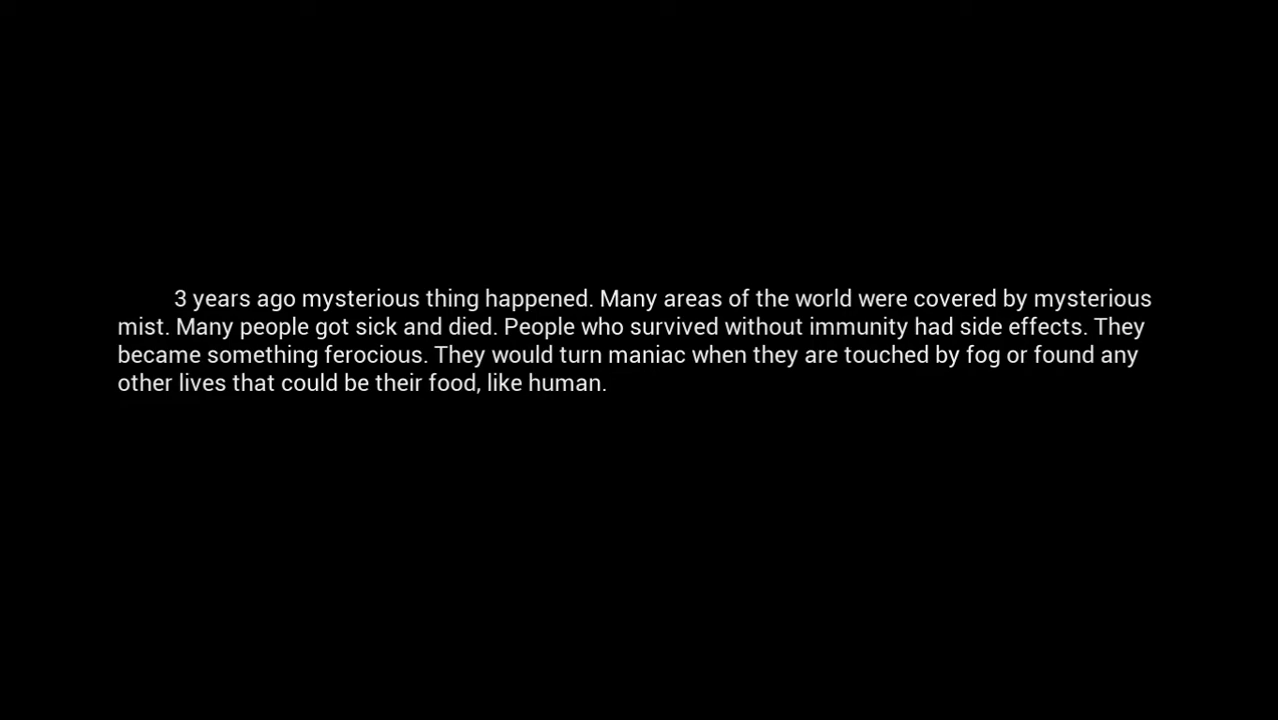 3 years ago mysterious thing happened. Many areas of the world were covered by mysterious
mist. Many people got sick and died. People who survived without immunity had side effects. They
became something ferocious. They would turn maniac when they are touched by fog or found any
other lives that could be their food, like human.